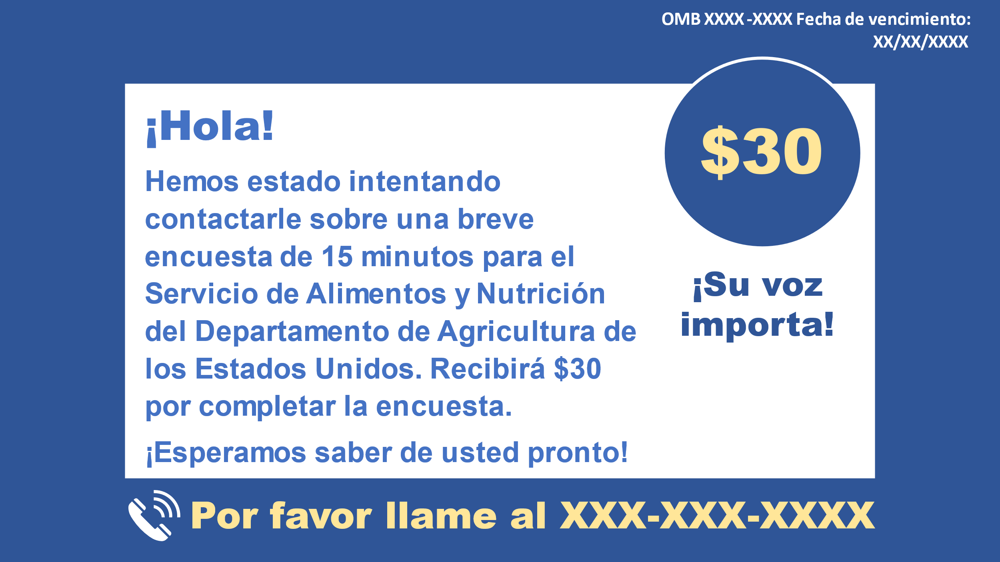 OMB XXXX -XXXX Fecha de vencimiento:
XX/XX/XXXX
$30
¡Hola!
Hemos estado intentando
contactarle sobre una breve
encuesta de 15 minutos para el
Servicio de Alimentos y Nutrición
del Departamento de Agricultura de
los Estados Unidos. Recibirá $30
por completar la encuesta.
¡Esperamos saber de usted pronto!
¡Su voz
importa!
Por favor llame al XXX-XXX-XXXX